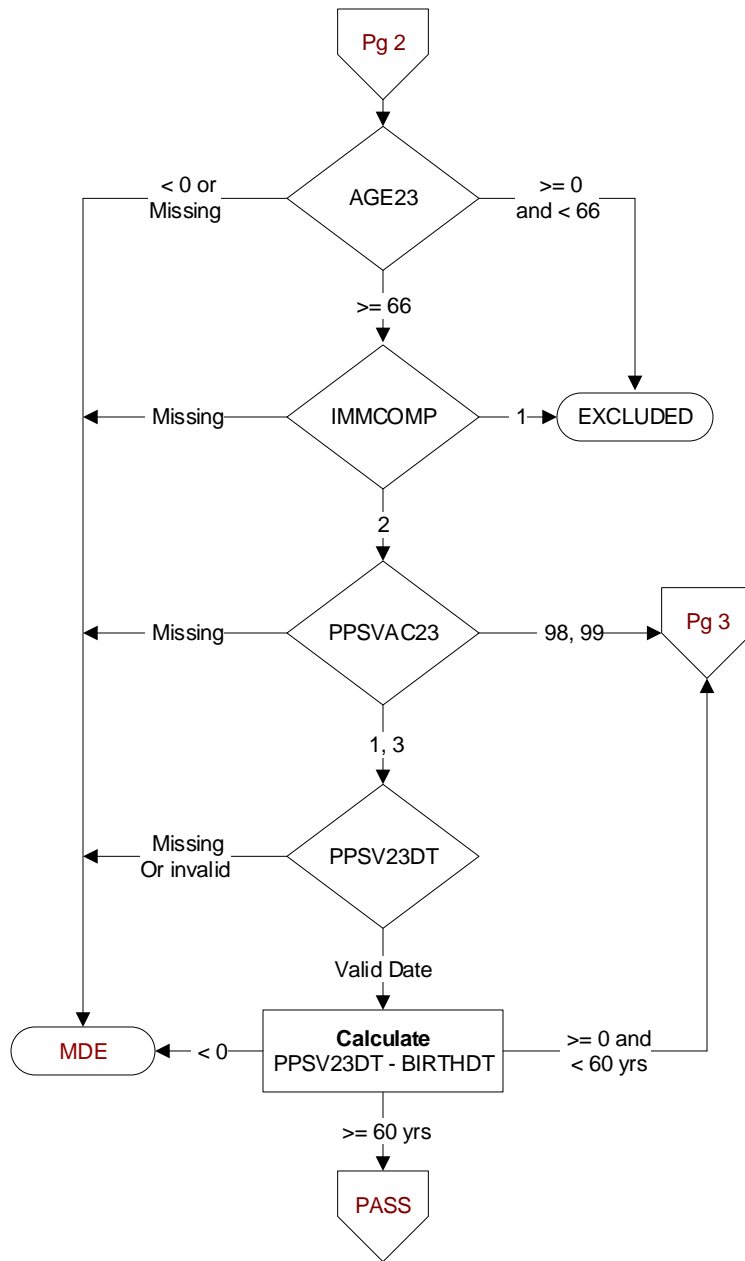 Pg 2
< 0 or
Missing
AGE23
>= 0
and < 66
>= 66
Missing
IMMCOMP
1
EXCLUDED
2
Missing
PPSVAC23
98, 99
Pg 3
1, 3
Missing
Or invalid
PPSV23DT
Valid Date
MDE
< 0
Calculate
PPSV23DT - BIRTHDT
>= 0 and
< 60 yrs
>= 60 yrs
PASS